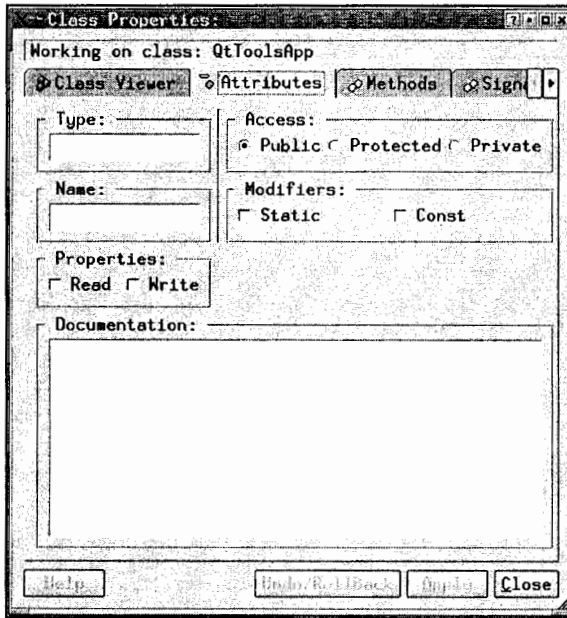 Class Properties:
Working on class: QtToolsApp
Class Viewer Attributes Methods Signa
Type: Access:
Public Protected Private
Name: Modifiers:
Static Const
Properties:
Read Write
Documentation:
Help Undo/RollBack Apply Close